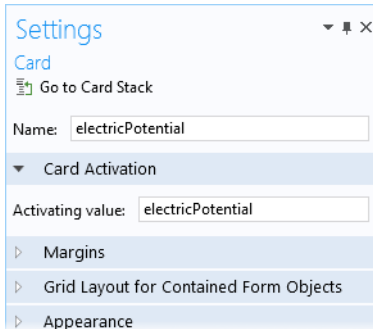 Settings
Card
Go to Card Stack
Name: electricPotential
Card Activation
Activating value: electricPotential
Margins
Grid Layout for Contained Form Objects
Appearance